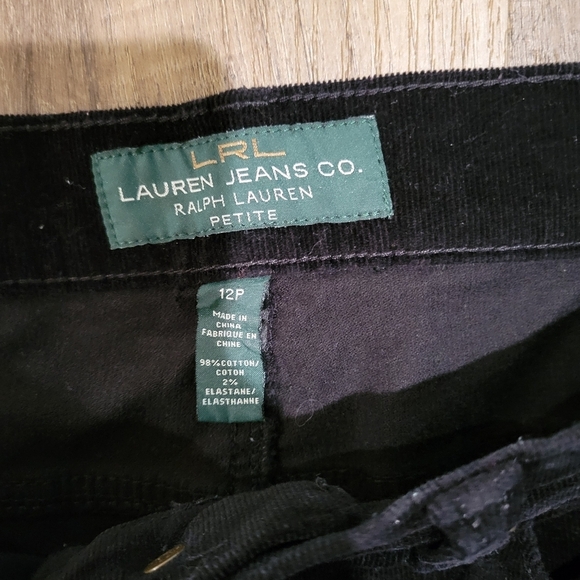 LRL
LAUREN JEANS CO.
RALPH LAUREN
PETITE
12P
MADE IN
CHINA
FABRIQUE EN
CHINE
98% COTTON/
COTON
2%
ELASTANE/
ELASTHANNE